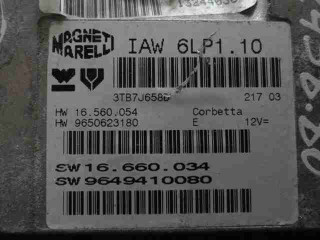 MAGNETI
MARELLI
IAW 6LP1.10
3TB7J658D
217 03
HW 16.560.054
Corbetta
HW 9650623180
E
12V=
SW 16.660.034
SW 9649410080